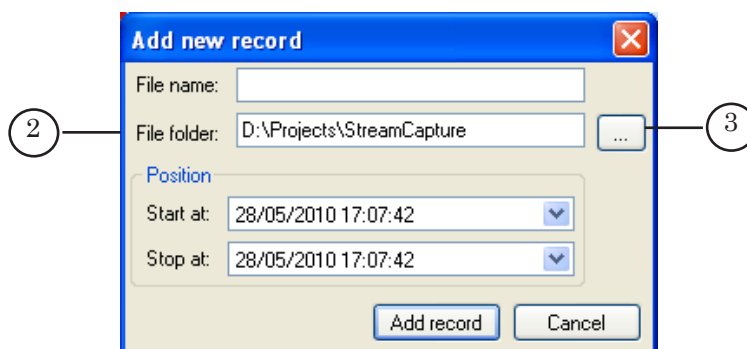 Add new record
File name:
2 File folder: D:\Projects\StreamCapture ... 3
Position
Start at: 28/05/2010 17:07:42
Stop at: 28/05/2010 17:07:42
Add record Cancel